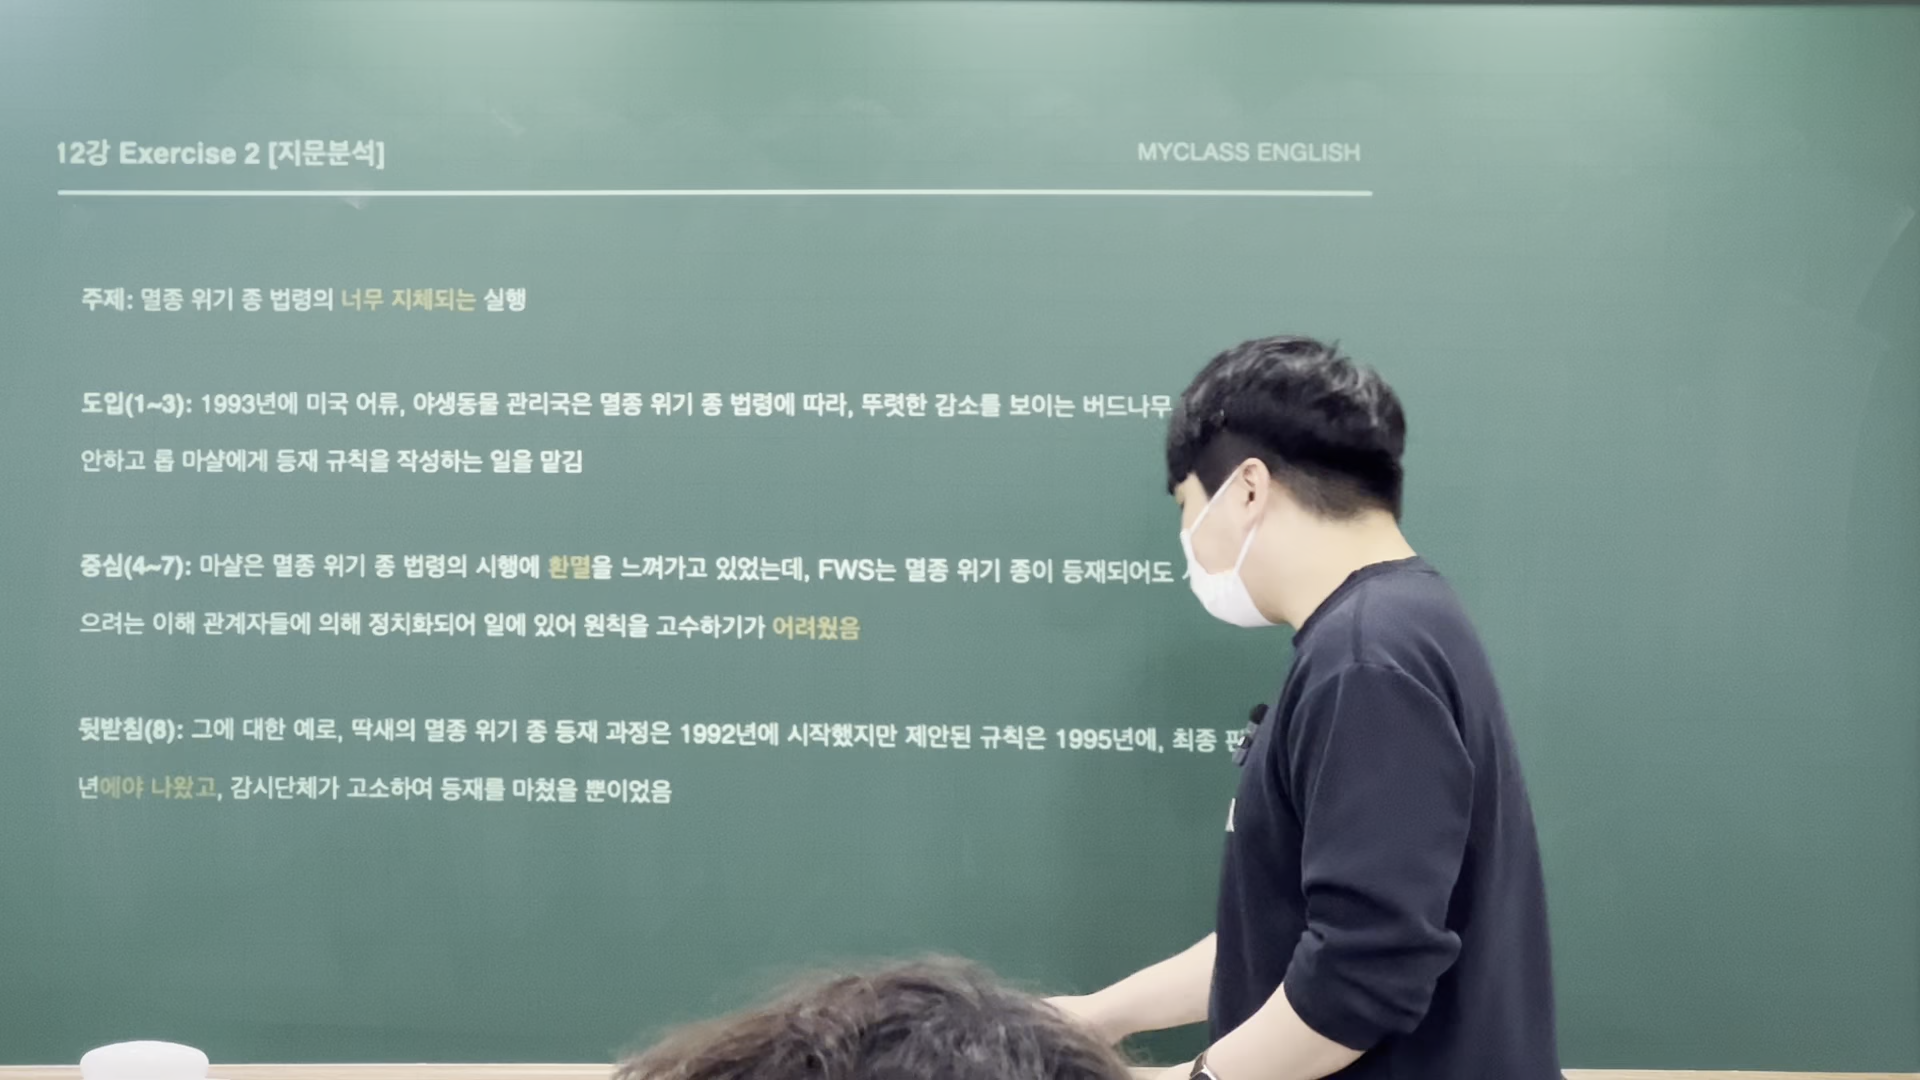 12강 Exercise 2 [지문분석]
MYCLASS ENGLISH
주제: 멸종 위기 종 법령의 너무 지체되는 실행
도입(1~3): 1993년에 미국 어류, 야생동물 관리국은 멸종 위기 종 법령에 따라, 뚜렷한 감소를 보이는 버드나무
안하고 롭 마샬에게 등재 규칙을 작성하는 일을 맡김
중심(4~7): 마샬은 멸종 위기 종 법령의 시행에 환멸을 느껴가고 있었는데, FWS는 멸종 위기 종이 등재되어도
으려는 이해 관계자들에 의해 정치화되어 일에 있어 원칙을 고수하기가 어려웠음
뒷받침(8): 그에 대한 예로, 딱새의 멸종 위기 종 등재 과정은 1992년에 시작했지만 제안된 규칙은 1995년에, 최종
년에야 나왔고, 감시단체가 고소하여 등재를 마쳤을 뿐이었음